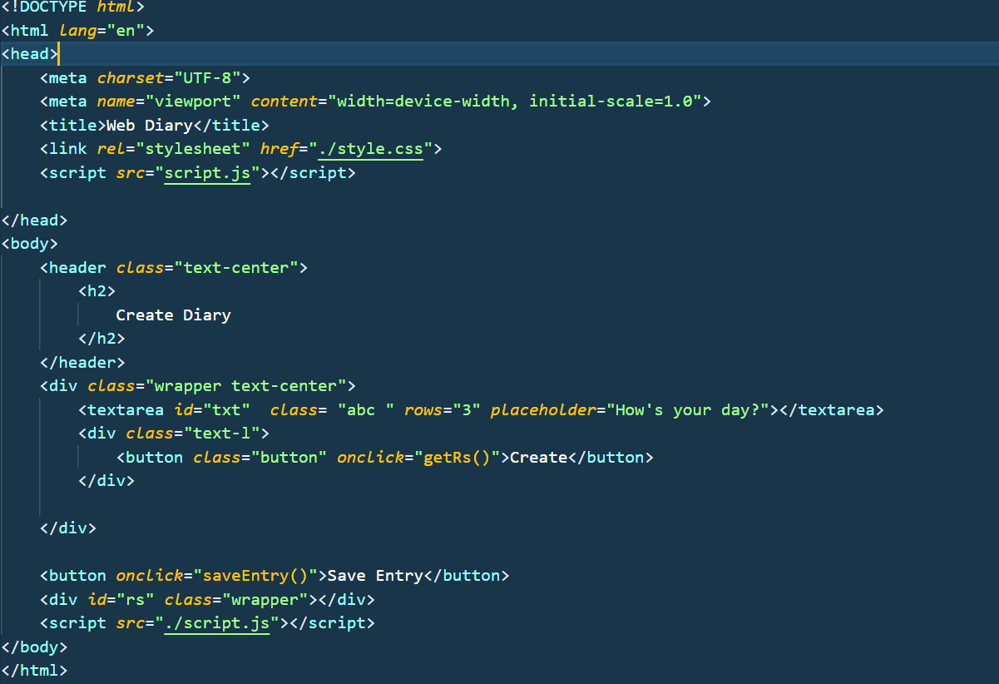 <!DOCTYPE html>
<html lang="en">
<head>
    <meta charset="UTF-8">
    <meta name="viewport" content="width=device-width, initial-scale=1.0">
    <title>Web Diary</title>
    <link rel="stylesheet" href="./style.css">
    <script src="script.js"></script>
</head>
<body>
    <header class="text-center">
        <h2>
            Create Diary
        </h2>
    </header>
    <div class="wrapper text-center">
        <textarea id="txt"  class= "abc " rows="3" placeholder="How's your day?"></textarea>
        <div class="text-l">
            <button class="button" onclick="getRs()">Create</button>
        </div>
    </div>
    <button onclick="saveEntry()">Save Entry</button>
    <div id="rs" class="wrapper"></div>
    <script src="./script.js"></script>
</body>
</html>